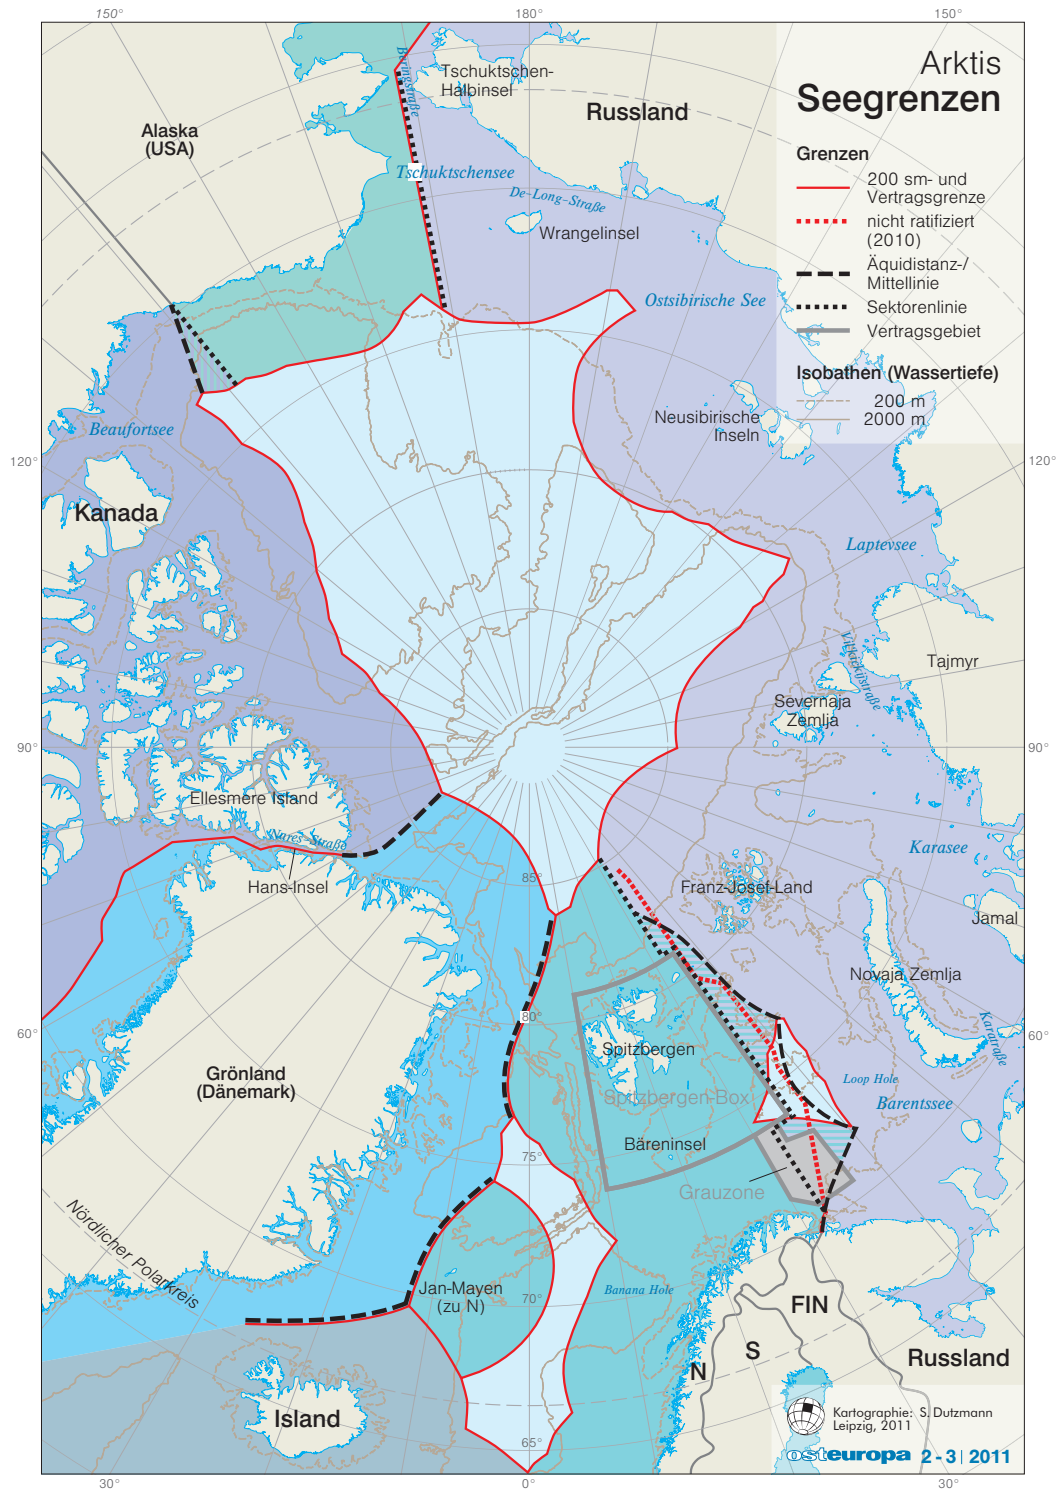 150°
180°
150°
Arktis
Seegrenzen
Grenzen
200 sm- und
Vertragsgrenze
nicht ratifiziert
(2010)
Äquidistanz-/
Mittellinie
Sektorenlinie
Vertragsgebiet
Isobathen (Wassertiefe)
200 m
2000 m
Beringstraße
Tschuktschen-
Halbinsel
Russland
Alaska
(USA)
Tschuktschensee
De-Long-Straße
Wrangelinsel
Ostsibirische See
Neusibirische
Inseln
Beaufortsee
120°
120°
Kanada
Laptevsee
Vilkickijstraße
Tajmyr
Severnaja
Zemlja
90°
90°
Ellesmere Island
Nares-Straße
Hans-Insel
Karasee
85°
Franz-Josef-Land
Jamal
Novaja Zemlja
80°
60°
60°
Karastraße
Spitzbergen
Grönland
(Dänemark)
Loop Hole
Spitzbergen-Box
Barentssee
Bäreninsel
75°
Grauzone
Nördlicher Polarkreis
Jan-Mayen
(zu N)
Banana Hole
70°
FIN
S
N
Russland
Island
Kartographie: S. Dutzmann
Leipzig, 2011
65°
osteuropa 2-3 | 2011
30°
0°
30°